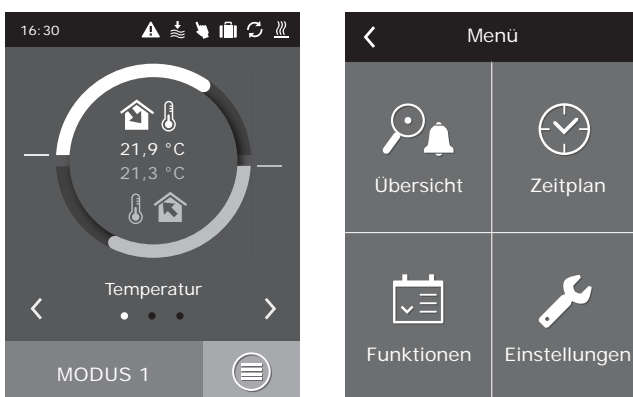 16:30
21,9 °C
21,3 °C
Temperatur
MODUS 1
Menü
Übersicht
Zeitplan
Funktionen
Einstellungen